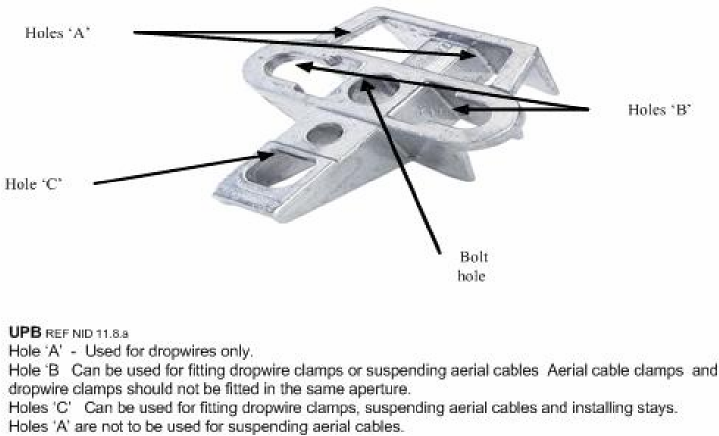 Holes ‘A’
Holes ‘B’
Hole ‘C’
Bolt
hole
UPB REF NID 11.8.a
Hole ‘A’ - Used for dropwires only.
Hole ‘B Can be used for fitting dropwire clamps or suspending aerial cables Aerial cable clamps and
dropwire clamps should not be fitted in the same aperture.
Holes ‘C’ Can be used for fitting dropwire clamps, suspending aerial cables and installing stays.
Holes ‘A’ are not to be used for suspending aerial cables.